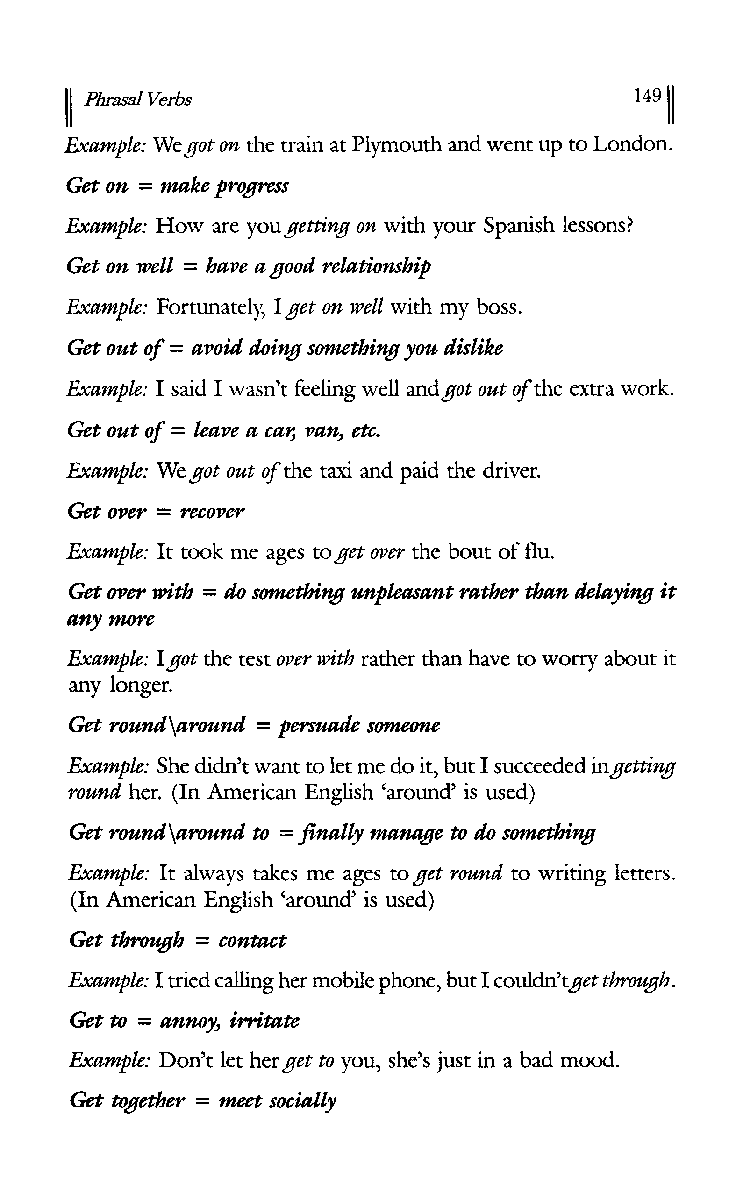 Phrasal Verbs 149
Example: We got on the train at Plymouth and went up to London.
Get on = make progress
Example: How are you getting on with your Spanish lessons?
Get on well = have a good relationship
Example: Fortunately, I get on well with my boss.
Get out of = avoid doing something you dislike
Example: I said I wasn't feeling well and got out of the extra work.
Get out of = leave a car, van, etc.
Example: We got out of the taxi and paid the driver.
Get over = recover
Example: It took me ages to get over the bout of flu.
Get over with = do something unpleasant rather than delaying it
any more
Example: I got the test over with rather than have to worry about it
any longer.
Get round\around = persuade someone
Example: She didn't want to let me do it, but I succeeded in getting
round her. (In American English 'around' is used)
Get round\around to = finally manage to do something
Example: It always takes me ages to get round to writing letters.
(In American English 'around' is used)
Get through = contact
Example: I tried calling her mobile phone, but I couldn't get through.
Get to = annoy, irritate
Example: Don't let her get to you, she's just in a bad mood.
Get together = meet socially